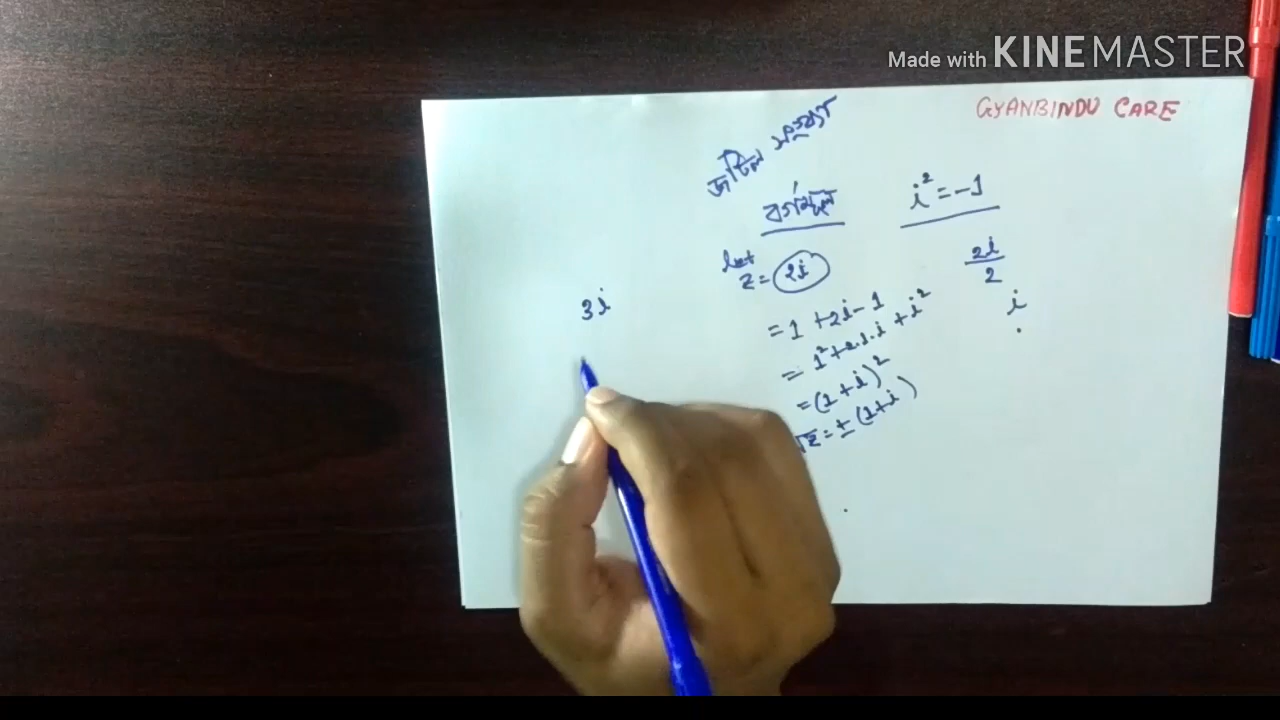 Made with KINEMASTER
GYANBINDU CARE
জটিল সংখ্যা
বর্গমূল
i² = -1
let
z = 2i
2i
2
i
3i
= 1 + 2i - 1
= 1² + 2.1.i + i²
= (1 + i)²
√z = ± (1 + i)